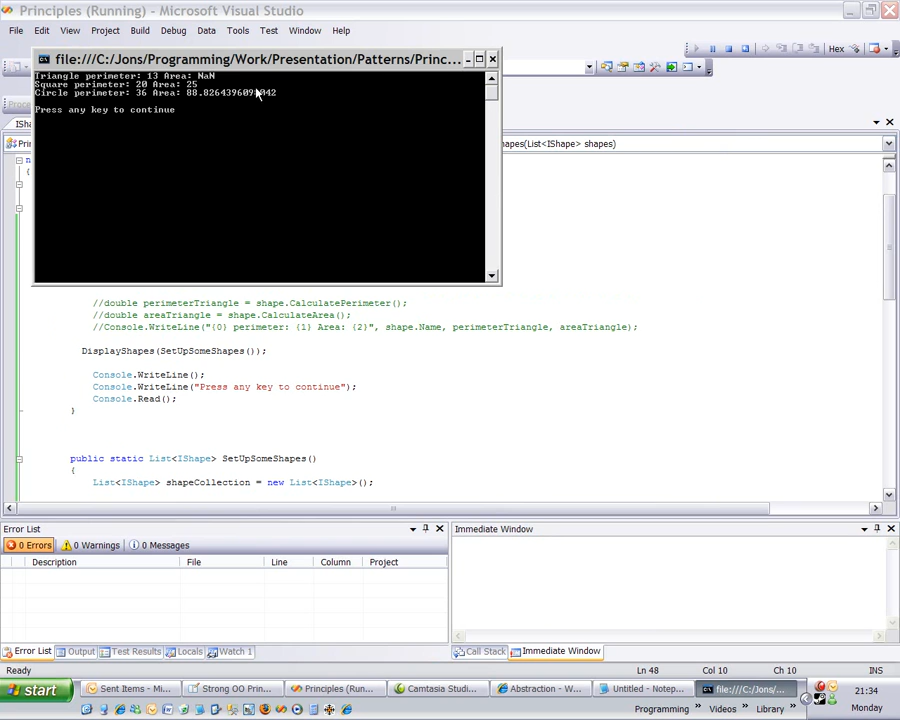 Principles (Running) - Microsoft Visual Studio
File Edit View Project Build Debug Data Tools Test Window Help
Hex
file:///C:/Jons/Programming/Work/Presentation/Patterns/Princ...
Triangle perimeter: 13 Area: NaN
Square perimeter: 20 Area: 25
Circle perimeter: 36 Area:
Press any key to continue
apes(List<IShape> shapes)
//double perimeterTriangle = shape.CalculatePerimeter();
//double areaTriangle = shape.CalculateArea();
//Console.WriteLine("{0} perimeter: {1} Area: {2}", shape.Name, perimeterTriangle, areaTriangle);
DisplayShapes(SetUpSomeShapes());
Console.WriteLine();
Console.WriteLine("Press any key to continue");
Console.Read();
}
public static List<IShape> SetUpSomeShapes()
{
List<IShape> shapeCollection = new List<IShape>();
Error List
Immediate Window
0 Errors 0 Warnings 0 Messages
Description File Line Column Project
Error List Output Test Results Locals Watch 1
Call Stack Immediate Window
Ready Ln 48 Col 10 Ch 10 INS
start Sent Items - Mi... Strong OO Prin... Principles (Run... Camtasia Studi... Abstraction - W... Untitled - Notep... file:///C:/Jons/... 21:34
Programming Videos Library Monday